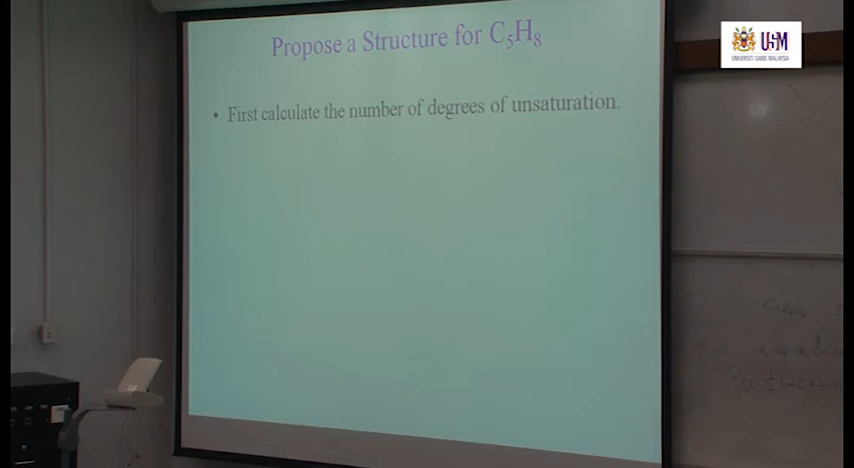 Propose a Structure for C₅H₈
• First calculate the number of degrees of unsaturation.
USM
UNIVERSITI SAINS MALAYSIA